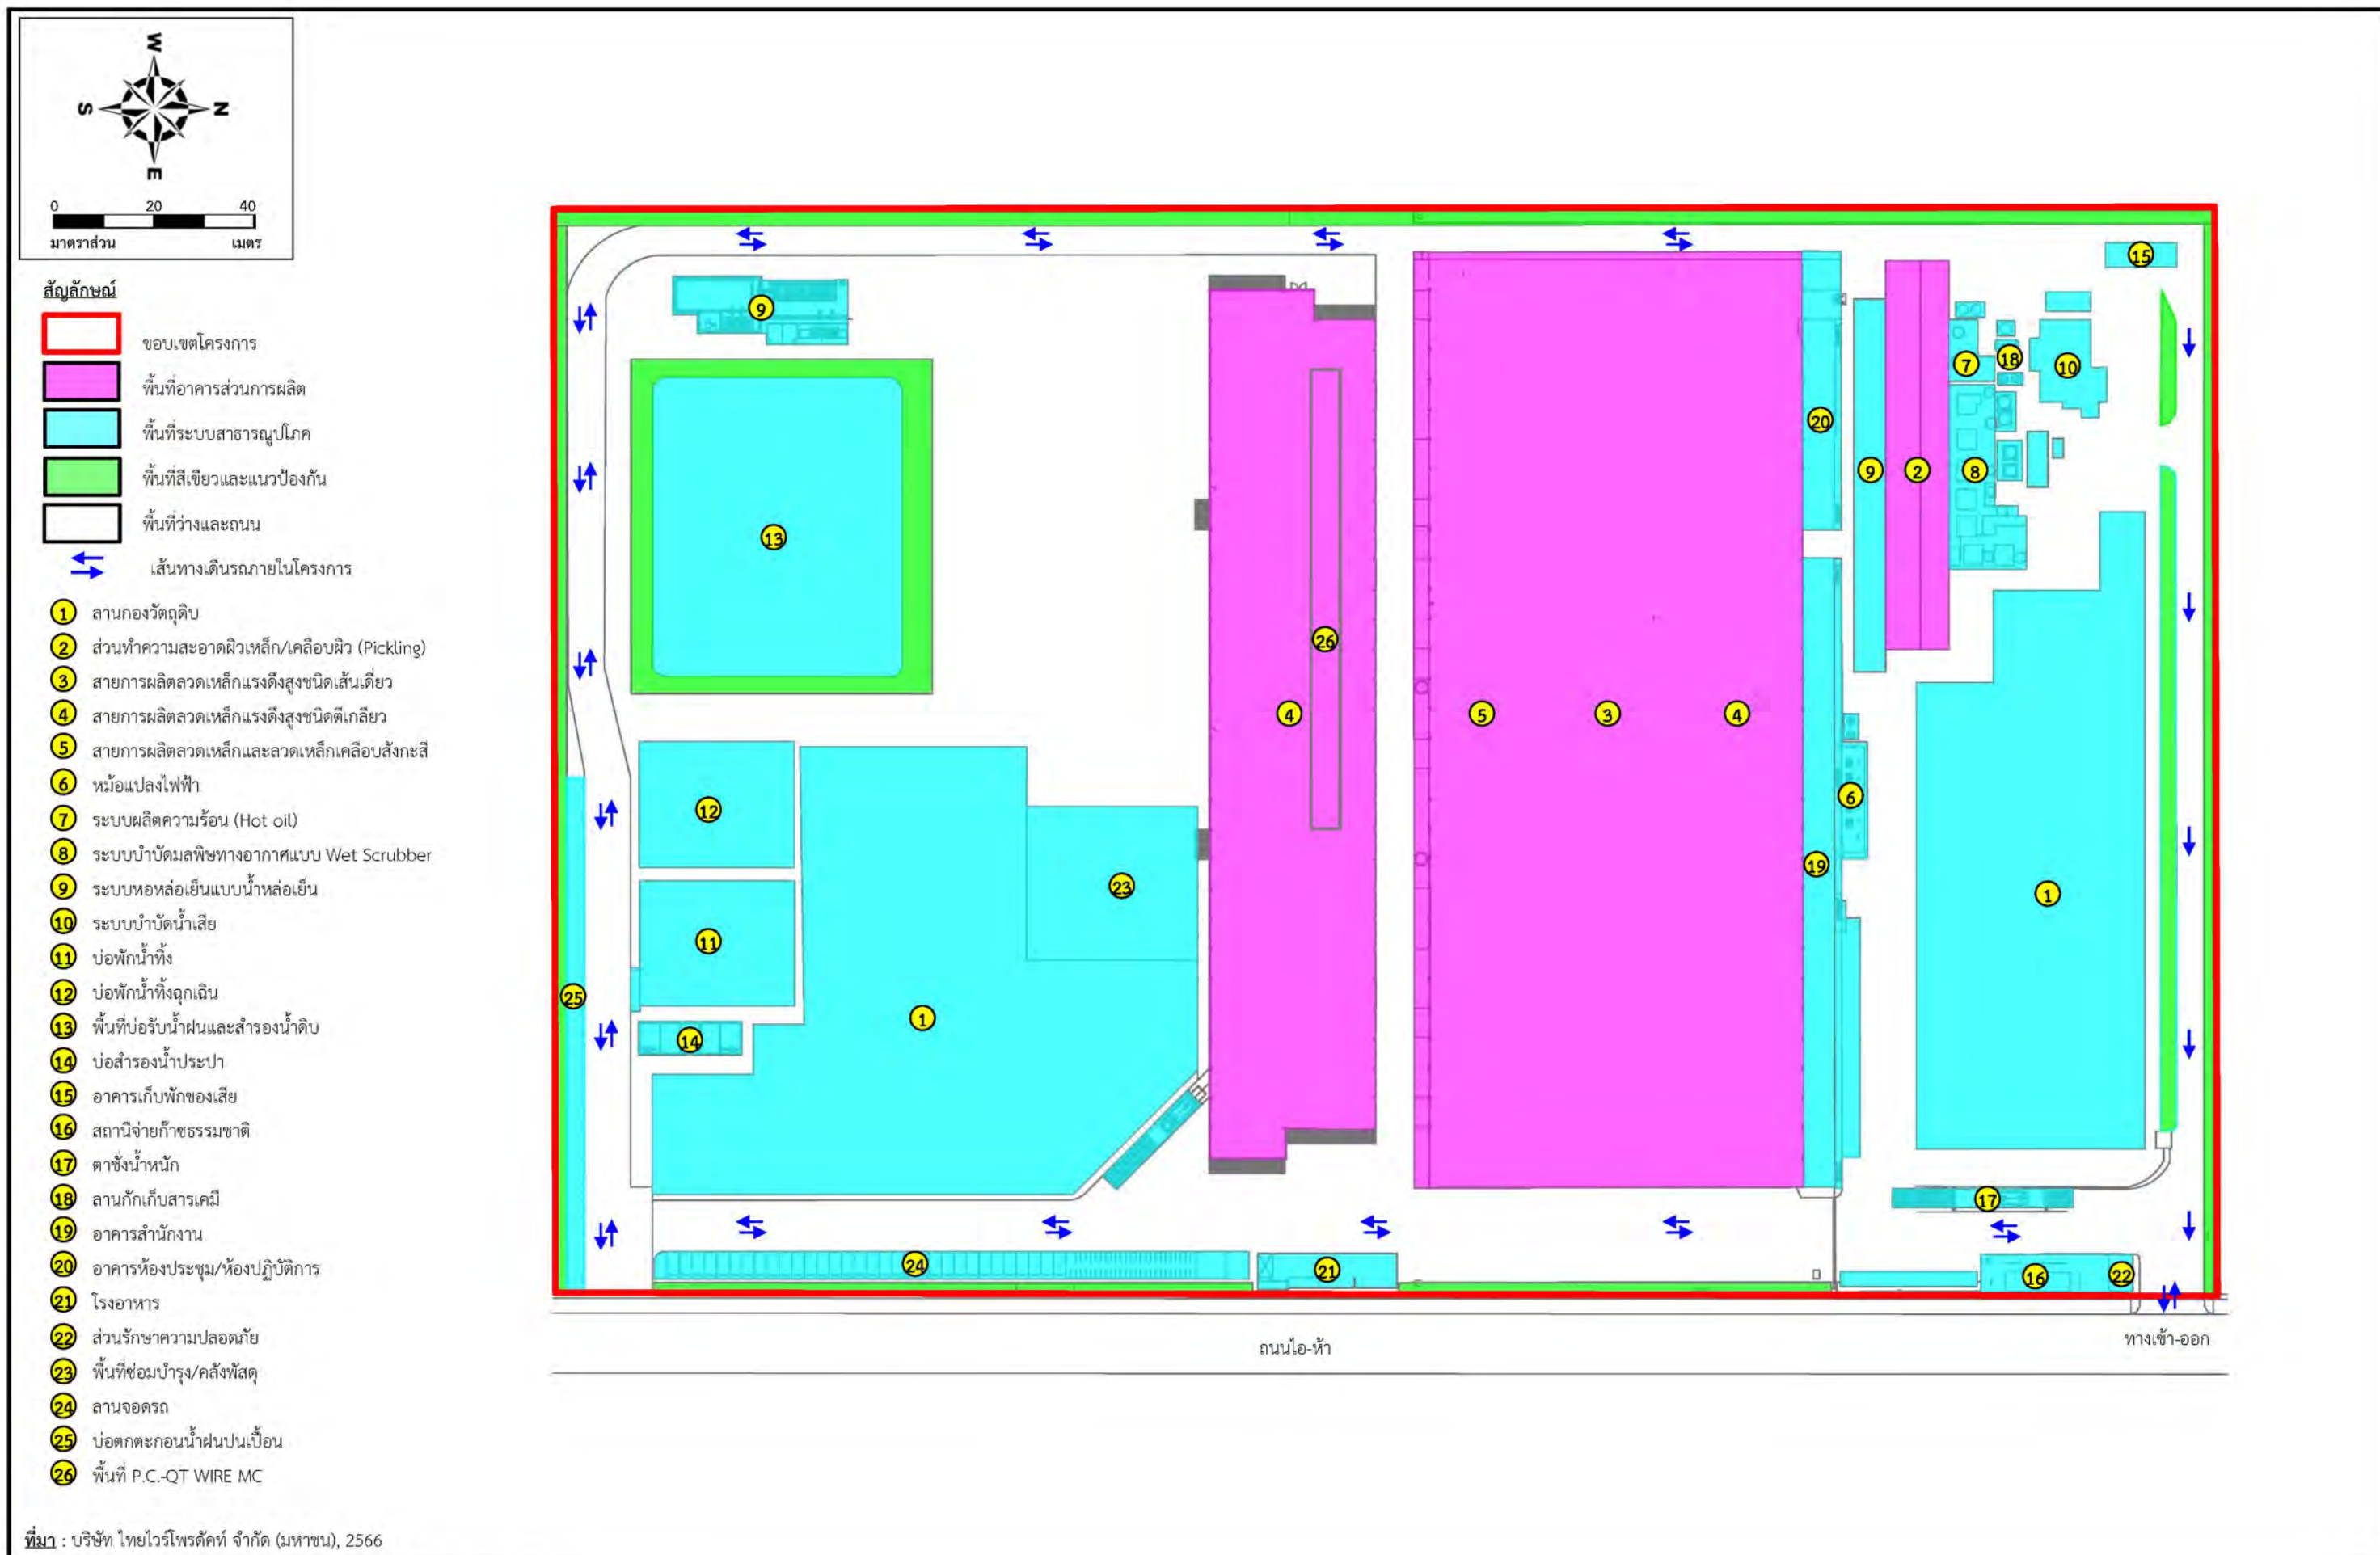 W
S N
E
0 20 40
มาตราส่วน เมตร
สัญลักษณ์
ขอบเขตโครงการ
พื้นที่อาคารส่วนการผลิต
พื้นที่ระบบสาธารณูปโภค
พื้นที่สีเขียวและแนวป้องกัน
พื้นที่ว่างและถนน
เส้นทางเดินรถภายในโครงการ
1 ลานกองวัตถุดิบ
2 ส่วนทำความสะอาดผิวเหล็ก/เคลือบผิว (Pickling)
3 สายการผลิตลวดเหล็กแรงดึงสูงชนิดเส้นเดี่ยว
4 สายการผลิตลวดเหล็กแรงดึงสูงชนิดตีเกลียว
5 สายการผลิตลวดเหล็กและลวดเหล็กเคลือบสังกะสี
6 หม้อแปลงไฟฟ้า
7 ระบบผลิตความร้อน (Hot oil)
8 ระบบบำบัดมลพิษทางอากาศแบบ Wet Scrubber
9 ระบบหอหล่อเย็นแบบน้ำหล่อเย็น
10 ระบบบำบัดน้ำเสีย
11 บ่อพักน้ำทิ้ง
12 บ่อพักน้ำทิ้งฉุกเฉิน
13 พื้นที่บ่อรับน้ำฝนและสำรองน้ำดิบ
14 บ่อสำรองน้ำประปา
15 อาคารเก็บพักของเสีย
16 สถานีจ่ายก๊าซธรรมชาติ
17 ตาชั่งน้ำหนัก
18 ลานกักเก็บสารเคมี
19 อาคารสำนักงาน
20 อาคารห้องประชุม/ห้องปฏิบัติการ
21 โรงอาหาร
22 ส่วนรักษาความปลอดภัย
23 พื้นที่ซ่อมบำรุง/คลังพัสดุ
24 ลานจอดรถ
25 บ่อตกตะกอนน้ำฝนปนเปื้อน
26 พื้นที่ P.C.-QT WIRE MC
ที่มา : บริษัท ไทยไวร์โพรดัคท์ จำกัด (มหาชน), 2566
15
9
7 18 10
20
9 2 8
13
26
4 5 3 4
12 6
19
23 1
11
25 1
14
17
24 21 16 22
ถนนไอ-ห้า ทางเข้า-ออก